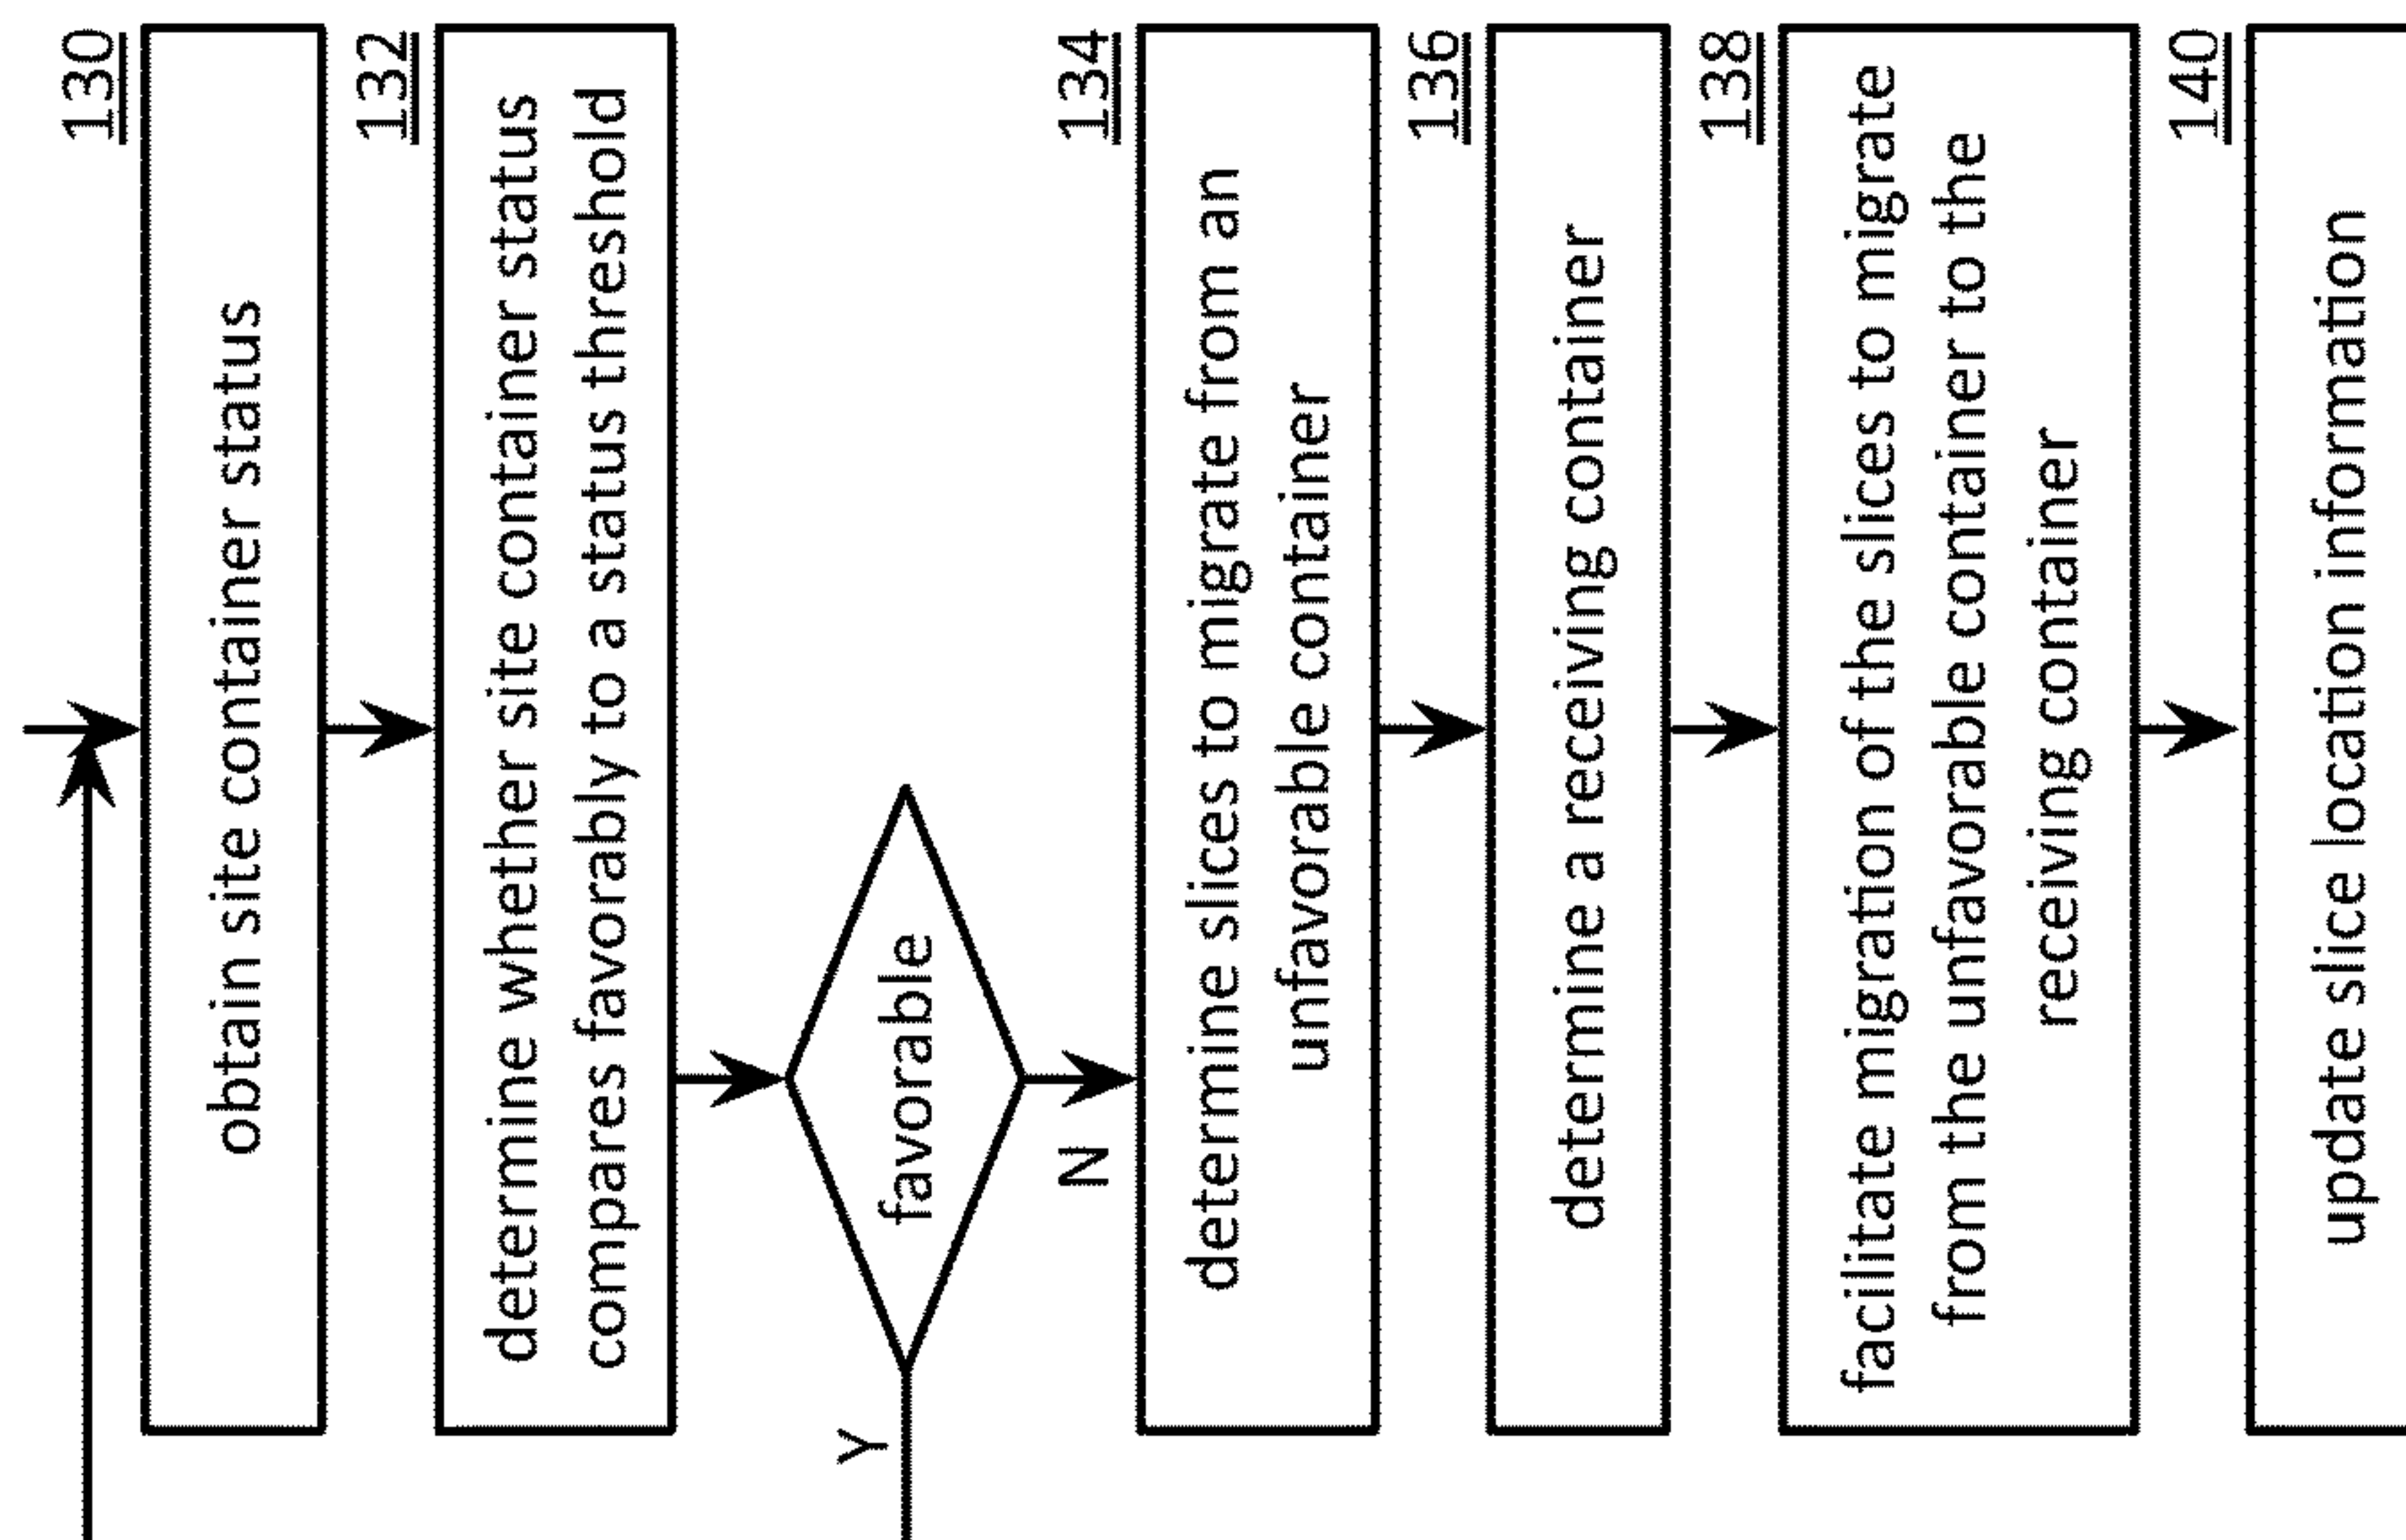 130
obtain site container status
132
determine whether site container status
compares favorably to a status threshold
favorable
Y
N
134
determine slices to migrate from an
unfavorable container
136
determine a receiving container
138
facilitate migration of the slices to migrate
from the unfavorable container to the
receiving container
140
update slice location information